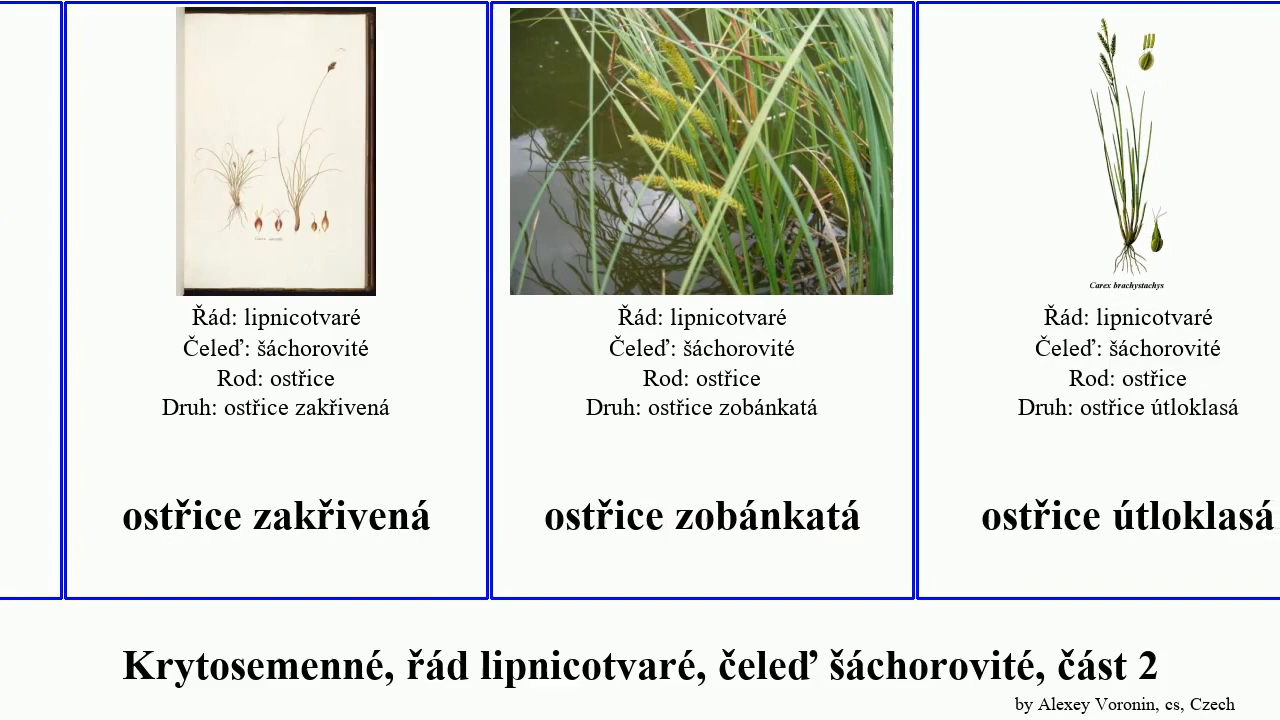 Řád: lipnicotvaré
Čeleď: šáchorovité
Rod: ostřice
Druh: ostřice zakřivená
ostřice zakřivená
Řád: lipnicotvaré
Čeleď: šáchorovité
Rod: ostřice
Druh: ostřice zobánkatá
ostřice zobánkatá
Carex brachystachys
Řád: lipnicotvaré
Čeleď: šáchorovité
Rod: ostřice
Druh: ostřice útloklasá
ostřice útloklasá
Krytosemenné, řád lipnicotvaré, čeleď šáchorovité, část 2
by Alexey Voronin, cs, Czech